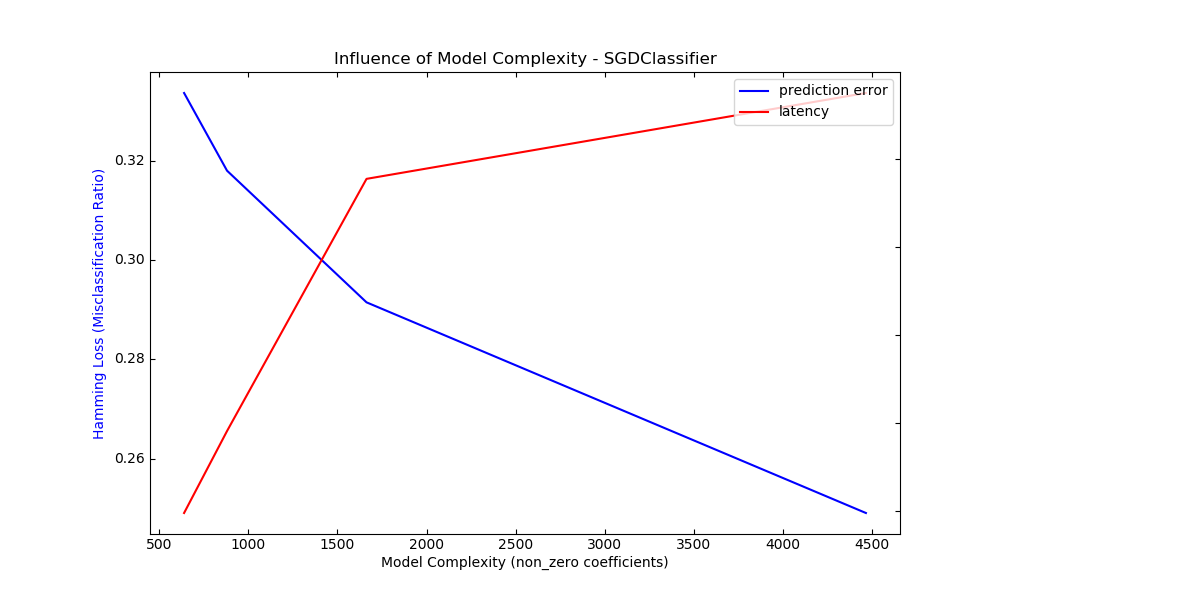 Influence of Model Complexity - SGDClassifier
prediction error
latency
Hamming Loss (Misclassification Ratio)
0.32
0.30
0.28
0.26
500 1000 1500 2000 2500 3000 3500 4000 4500
Model Complexity (non_zero coefficients)